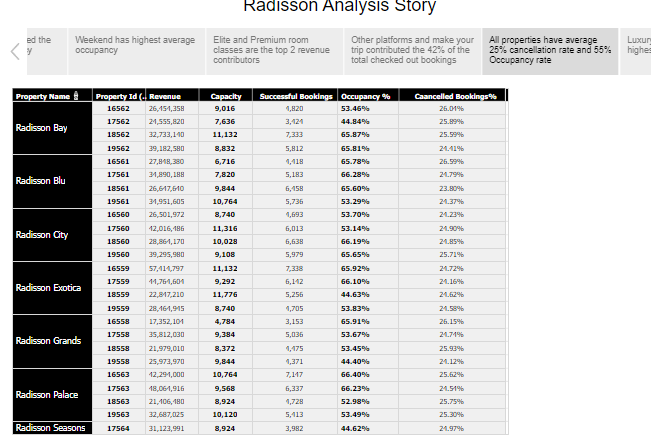 Radisson Analysis Story
ed the
y
Weekend has highest average
occupancy
Elite and Premium room
classes are the top 2 revenue
contributors
Other platforms and make your
trip contributed the 42% of the
total checked out bookings
All properties have average
25% cancellation rate and 55%
Occupancy rate
Luxury
highes
Property Name Property Id (.. Revenue Capacity Successful Bookings Occupancy % Caancelled Bookings%
Radisson Bay
16562 26,454,358 9,016 4,820 53.46% 26.04%
17562 24,555,820 7,636 3,424 44.84% 25.89%
18562 32,733,140 11,132 7,333 65.87% 25.59%
19562 39,182,580 8,832 5,812 65.81% 24.41%
Radisson Blu
16561 27,848,380 6,716 4,418 65.78% 26.59%
17561 34,890,188 7,820 5,183 66.28% 24.79%
18561 26,647,640 9,844 6,458 65.60% 23.80%
19561 34,951,605 10,764 5,736 53.29% 24.37%
Radisson City
16560 26,501,972 8,740 4,693 53.70% 24.23%
17560 42,016,486 11,316 6,013 53.14% 24.90%
18560 28,864,170 10,028 6,638 66.19% 24.85%
19560 39,295,980 9,108 5,979 65.65% 25.71%
Radisson Exotica
16559 57,414,797 11,132 7,338 65.92% 24.72%
17559 44,764,604 9,292 6,142 66.10% 24.16%
18559 22,847,210 11,776 5,256 44.63% 24.92%
19559 28,464,945 8,740 4,705 53.83% 24.58%
Radisson Grands
16558 17,352,104 4,784 3,153 65.91% 26.15%
17558 35,812,030 9,384 5,036 53.67% 24.74%
18558 21,979,010 8,372 4,475 53.45% 25.93%
19558 25,973,970 9,844 4,371 44.40% 24.12%
Radisson Palace
16563 42,294,000 10,764 7,147 66.40% 25.62%
17563 48,064,916 9,568 6,337 66.23% 24.54%
18563 21,406,480 8,924 4,728 52.98% 25.75%
19563 32,687,025 10,120 5,413 53.49% 25.30%
Radisson Seasons 17564 31,123,991 8,924 3,982 44.62% 24.97%